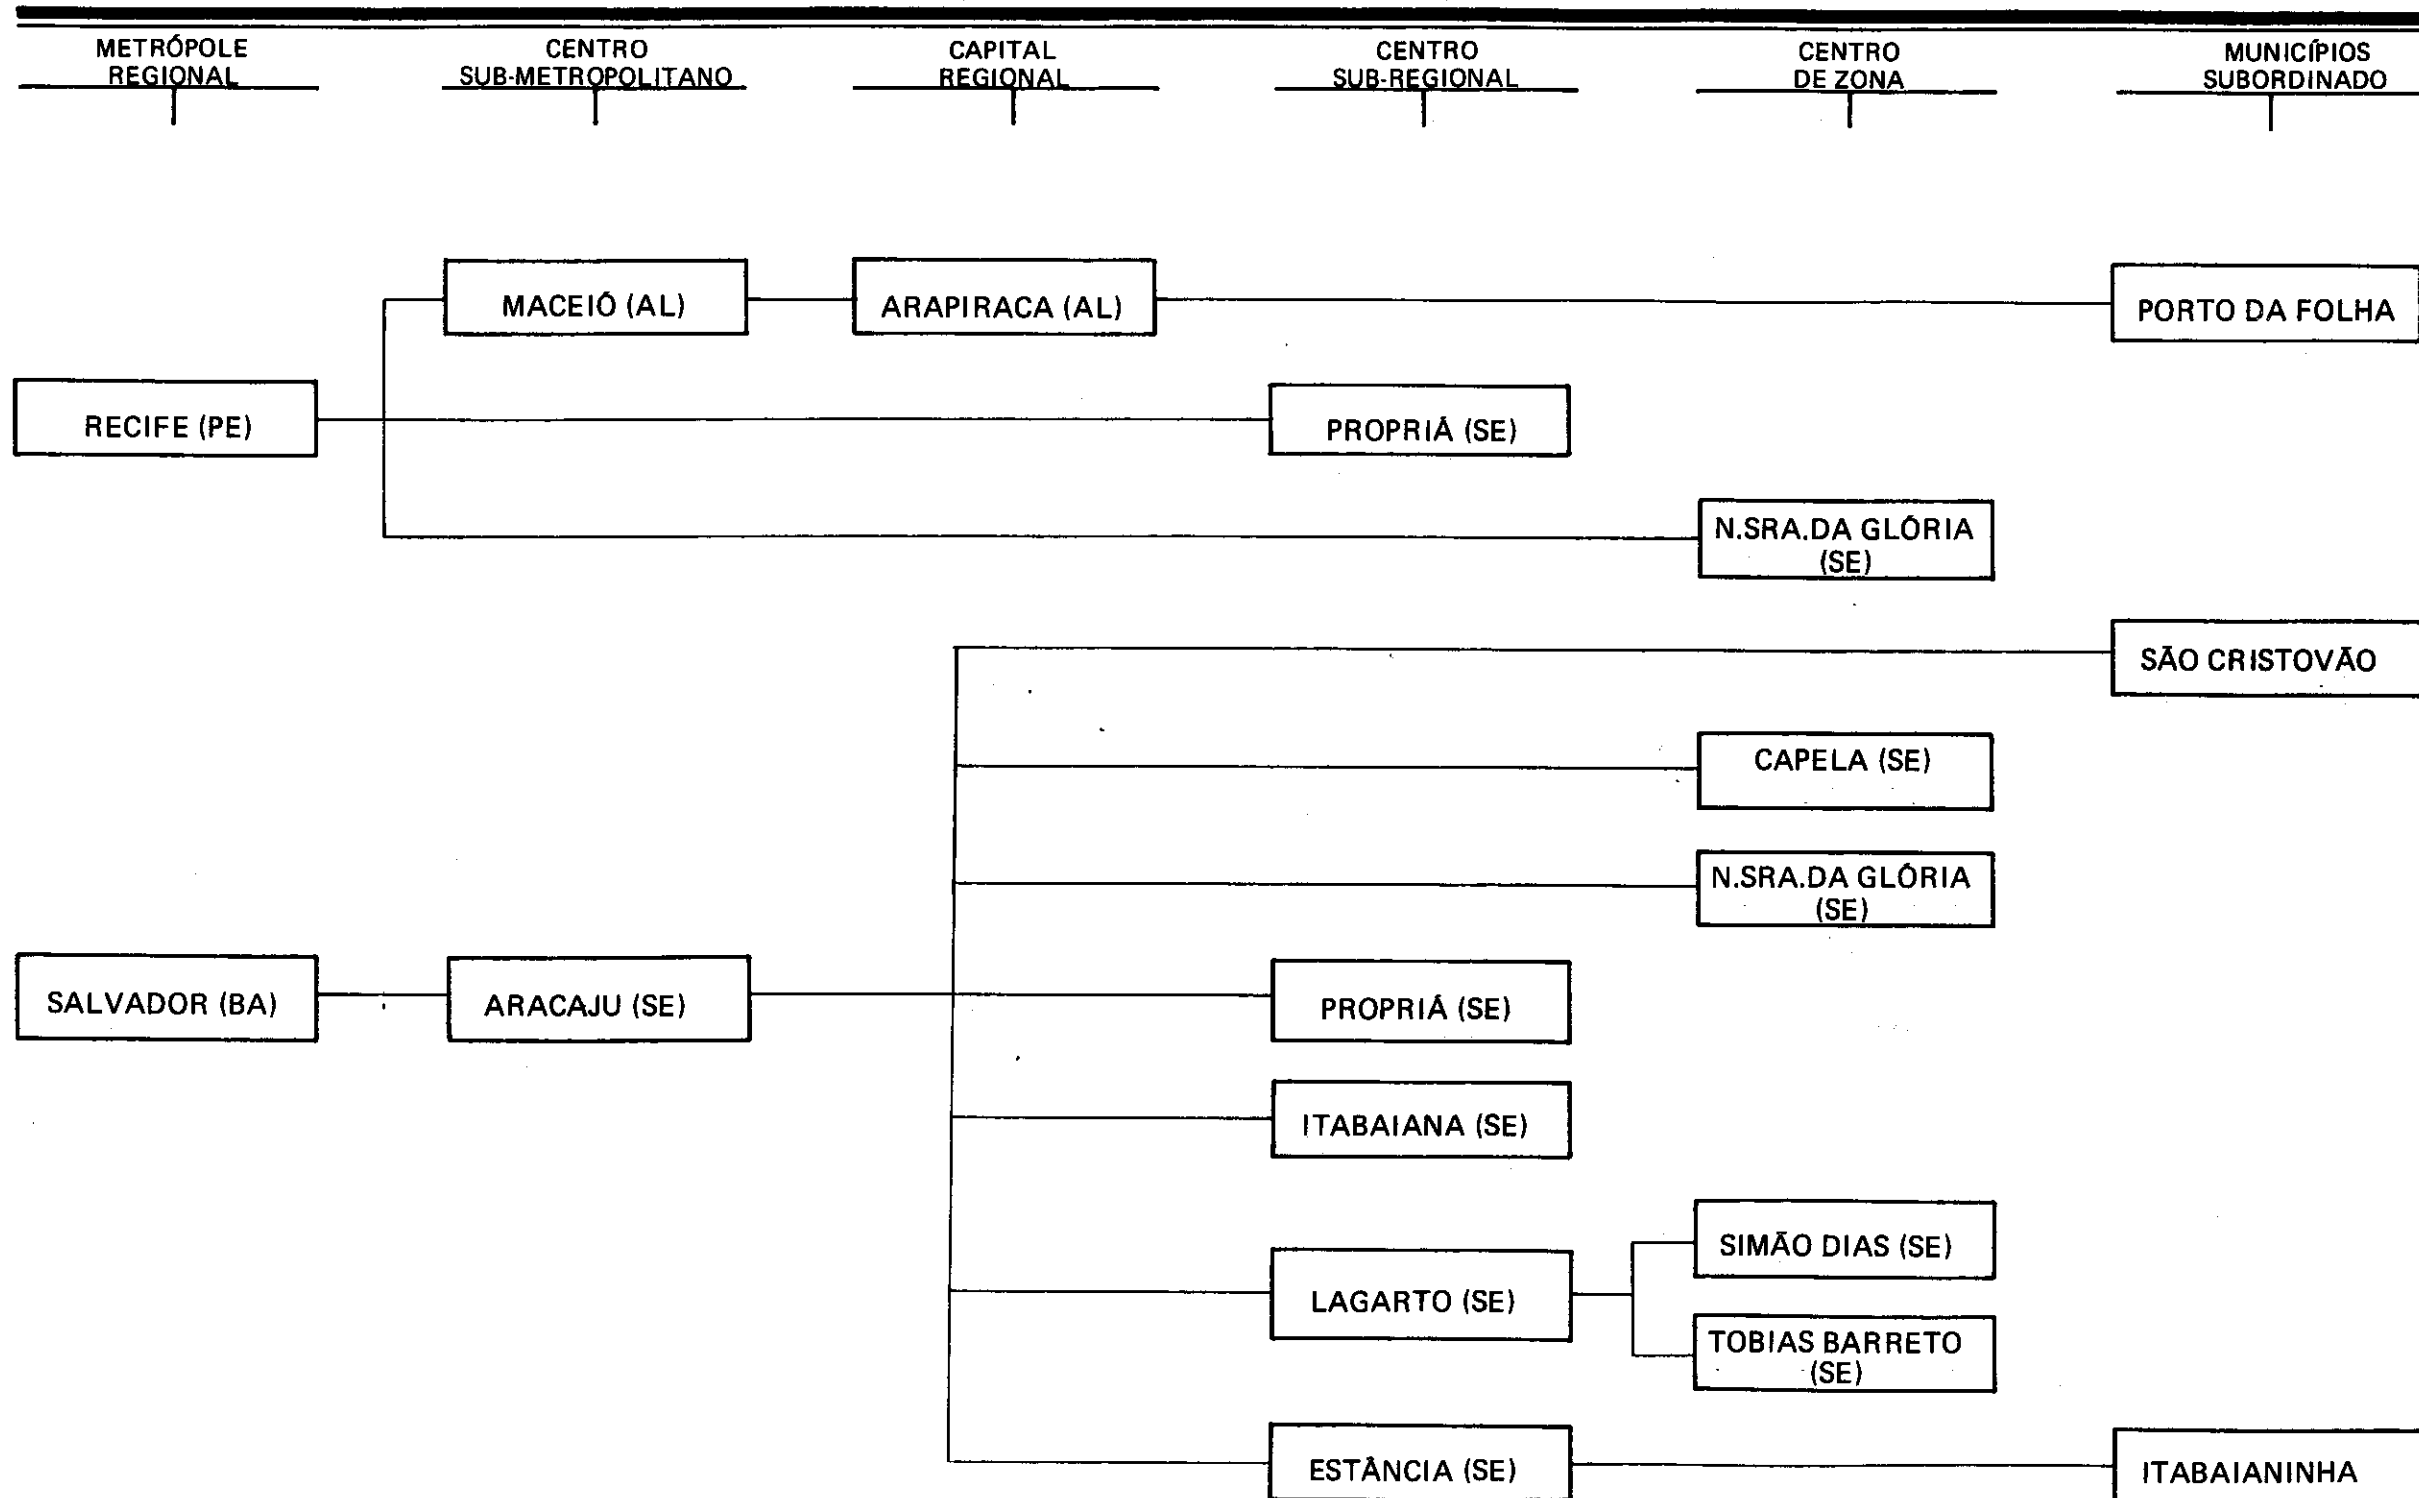 METRÓPOLE
REGIONAL
CENTRO
SUB-METROPOLITANO
CAPITAL
REGIONAL
CENTRO
SUB-REGIONAL
CENTRO
DE ZONA
MUNICÍPIOS
SUBORDINADO
MACEIÓ (AL)
ARAPIRACA (AL)
PORTO DA FOLHA
RECIFE (PE)
PROPRIÁ (SE)
N.SRA.DA GLÓRIA
(SE)
SÃO CRISTOVÃO
CAPELA (SE)
N.SRA.DA GLÓRIA
(SE)
SALVADOR (BA)
ARACAJU (SE)
PROPRIÁ (SE)
ITABAIANA (SE)
SIMÃO DIAS (SE)
LAGARTO (SE)
TOBIAS BARRETO
(SE)
ESTÂNCIA (SE)
ITABAIANINHA